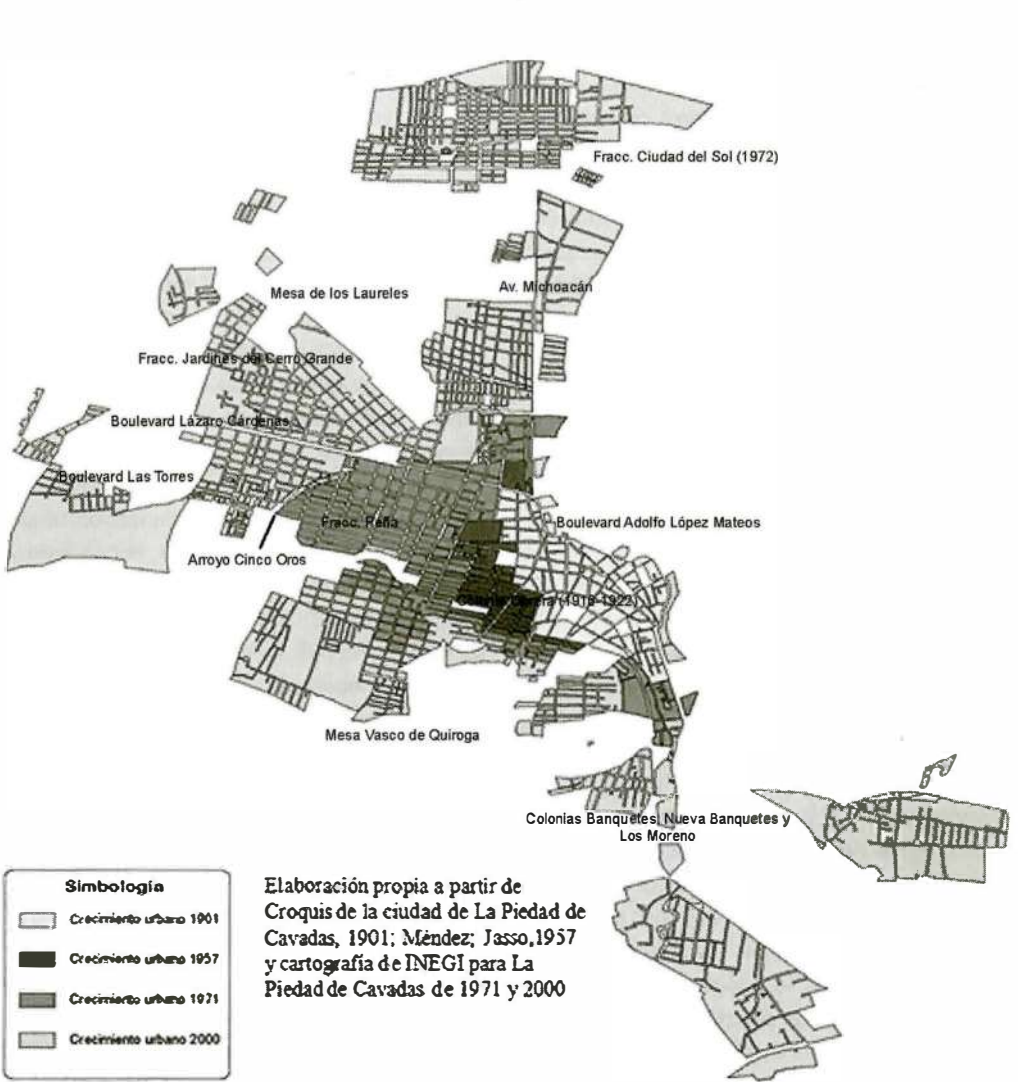 Fracc. Ciudad del Sol (1972)
Av. Michoacán
Mesa de los Laureles
Fracc. Jardines del Cerro Grande
Boulevard Lázaro Cárdenas
Boulevard Las Torres
Fracc. Peña
Boulevard Adolfo López Mateos
Arroyo Cinco Oros
(1918-1922)
Mesa Vasco de Quiroga
Colonias Banquetes, Nueva Banquetes y
Los Moreno
Simbología
Crecimiento urbano 1901
Crecimiento urbano 1957
Crecimiento urbano 1971
Crecimiento urbano 2000
Elaboración propia a partir de
Croquis de la ciudad de La Piedad de
Cavadas, 1901; Méndez; Jasso,1957
y cartografía de INEGI para La
Piedad de Cavadas de 1971 y 2000